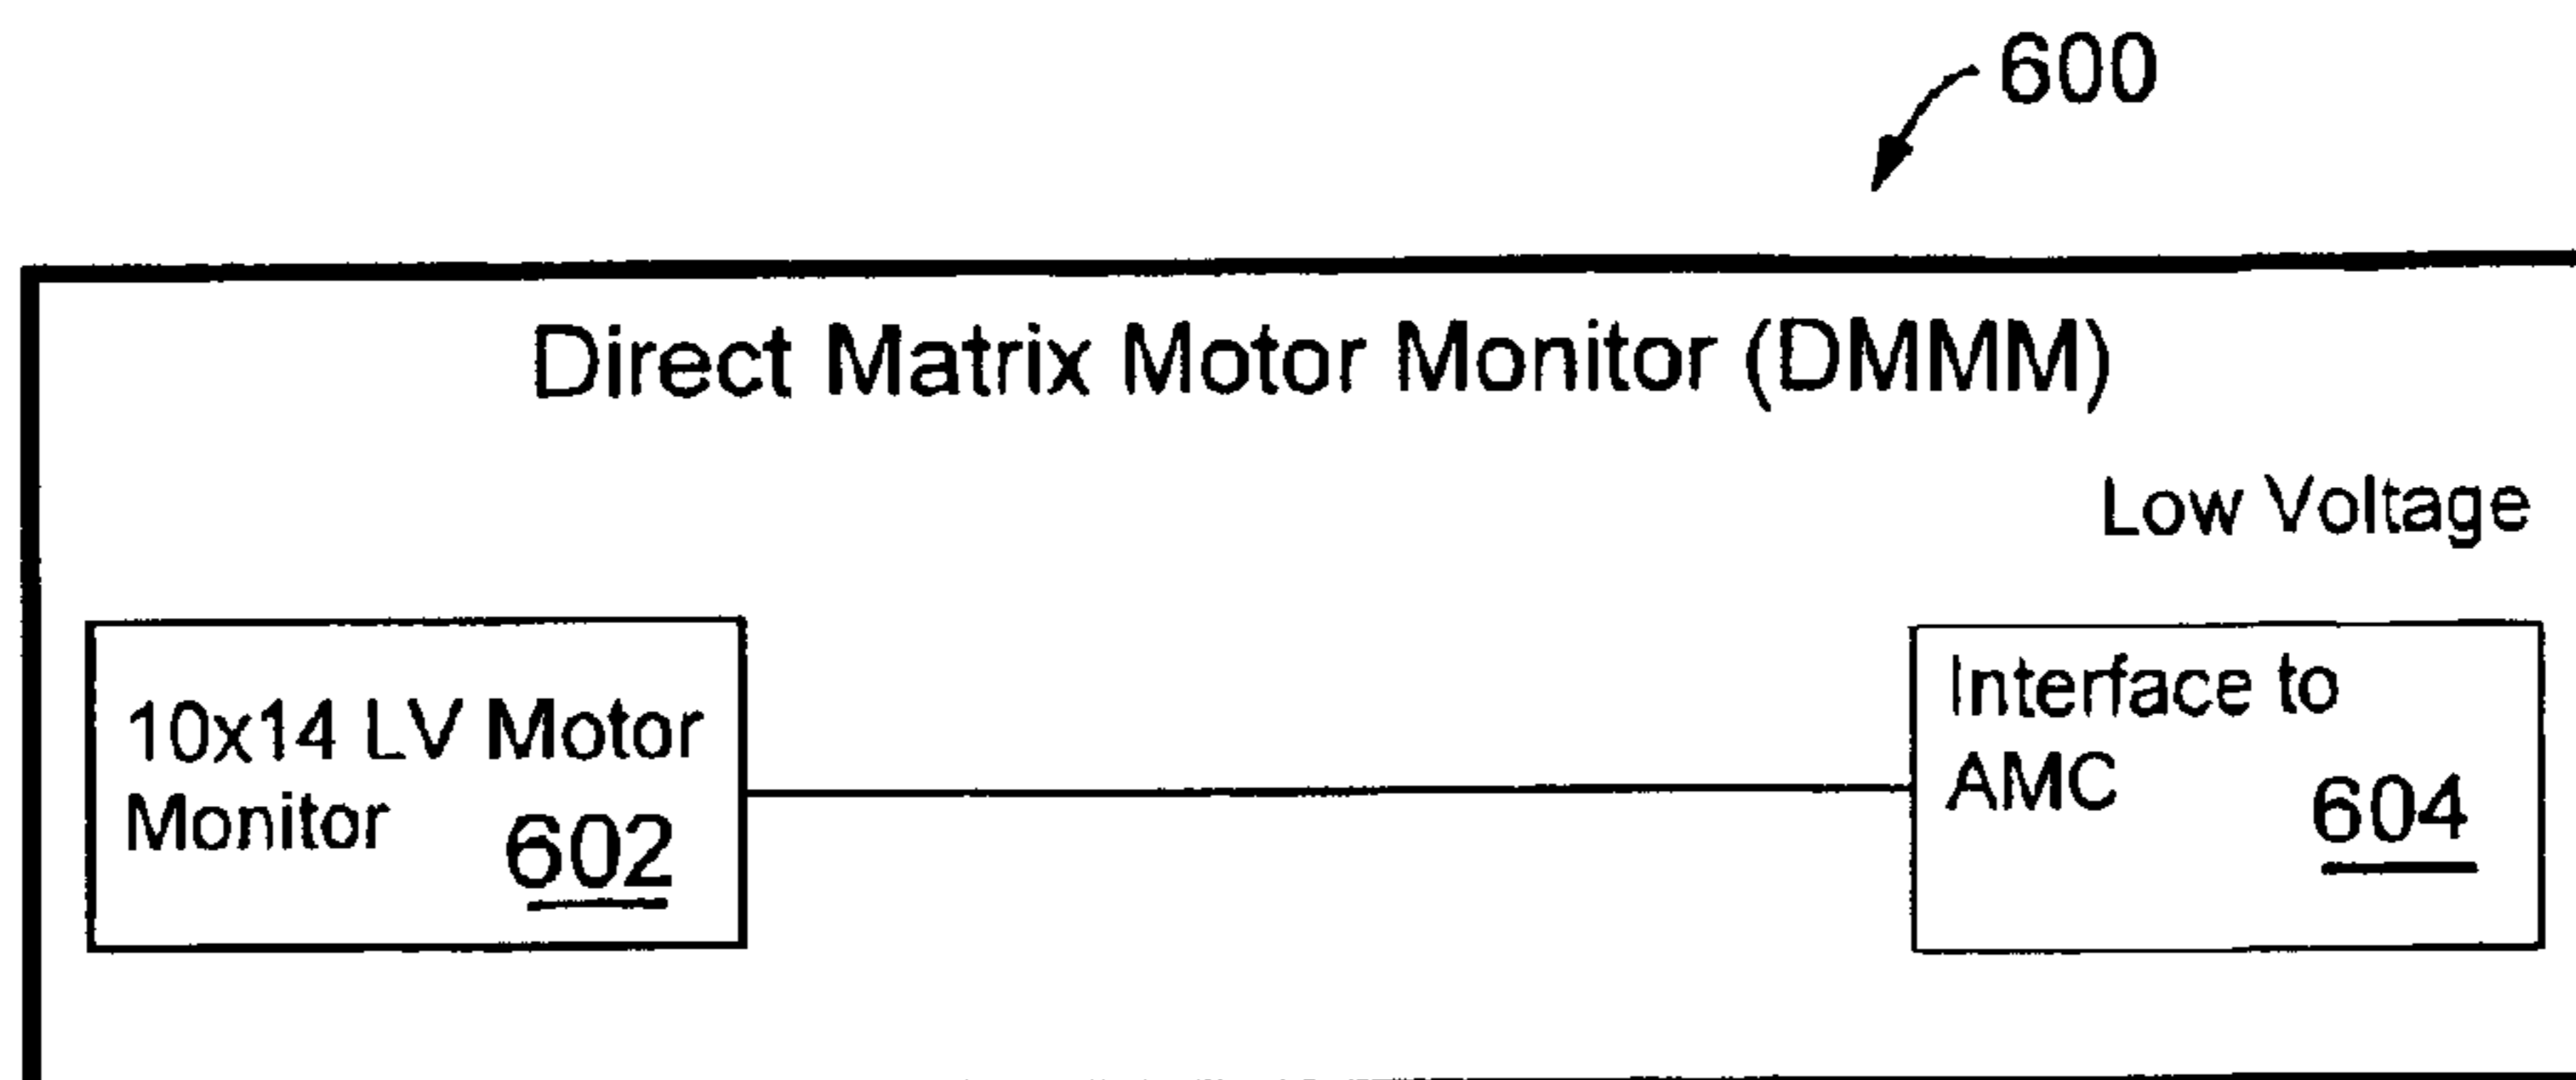 600
Direct Matrix Motor Monitor (DMMM)
Low Voltage
10x14 LV Motor
Monitor 602
Interface to
AMC 604